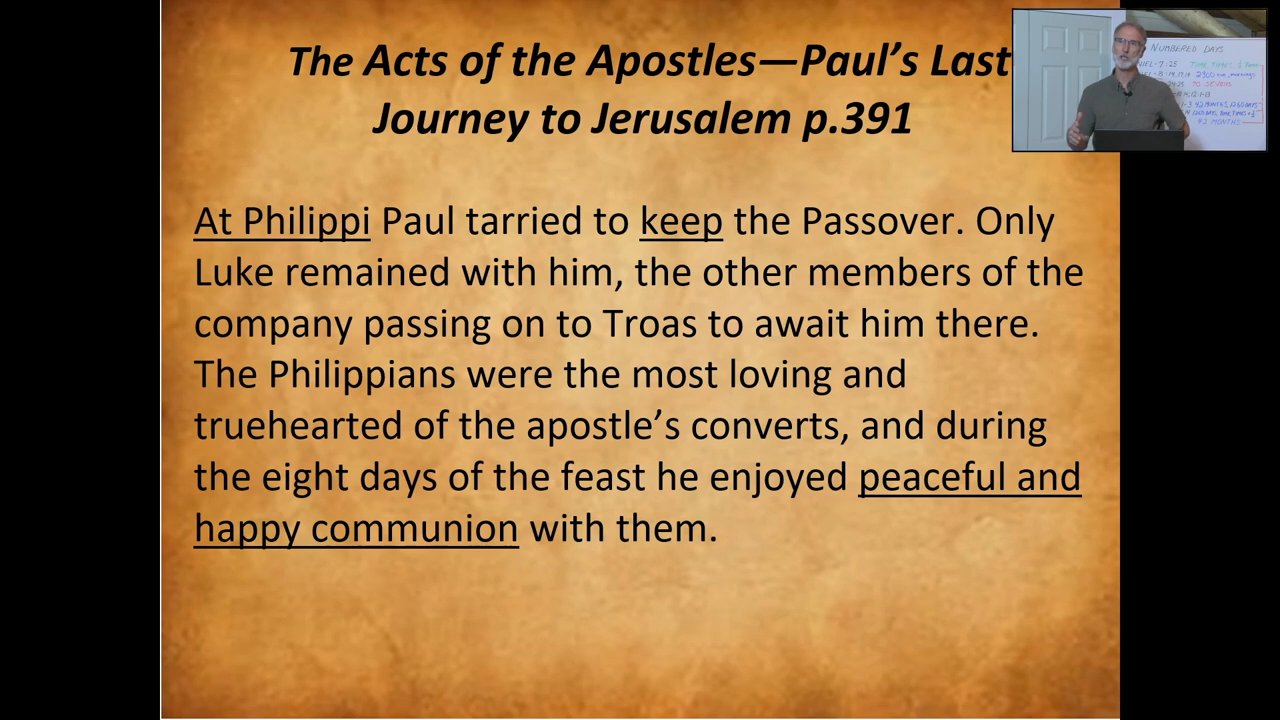 The Acts of the Apostles—Paul's Last
Journey to Jerusalem p.391
At Philippi Paul tarried to keep the Passover. Only
Luke remained with him, the other members of the
company passing on to Troas to await him there.
The Philippians were the most loving and
truehearted of the apostle's converts, and during
the eight days of the feast he enjoyed peaceful and
happy communion with them.
NUMBERED DAYS
42 MONTHS